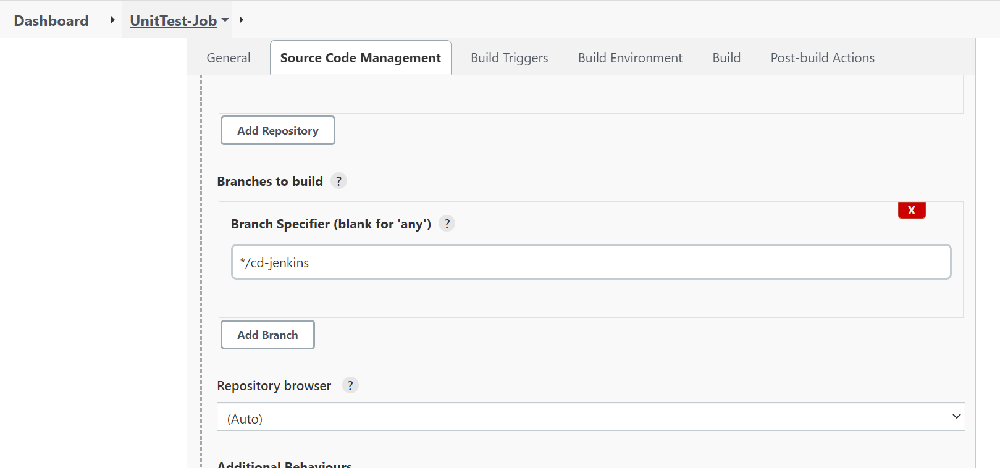 Dashboard UnitTest-Job
General Source Code Management Build Triggers Build Environment Build Post-build Actions
Add Repository
Branches to build ?
X
Branch Specifier (blank for 'any') ?
*/cd-jenkins
Add Branch
Repository browser ?
(Auto)
Additional Behaviours